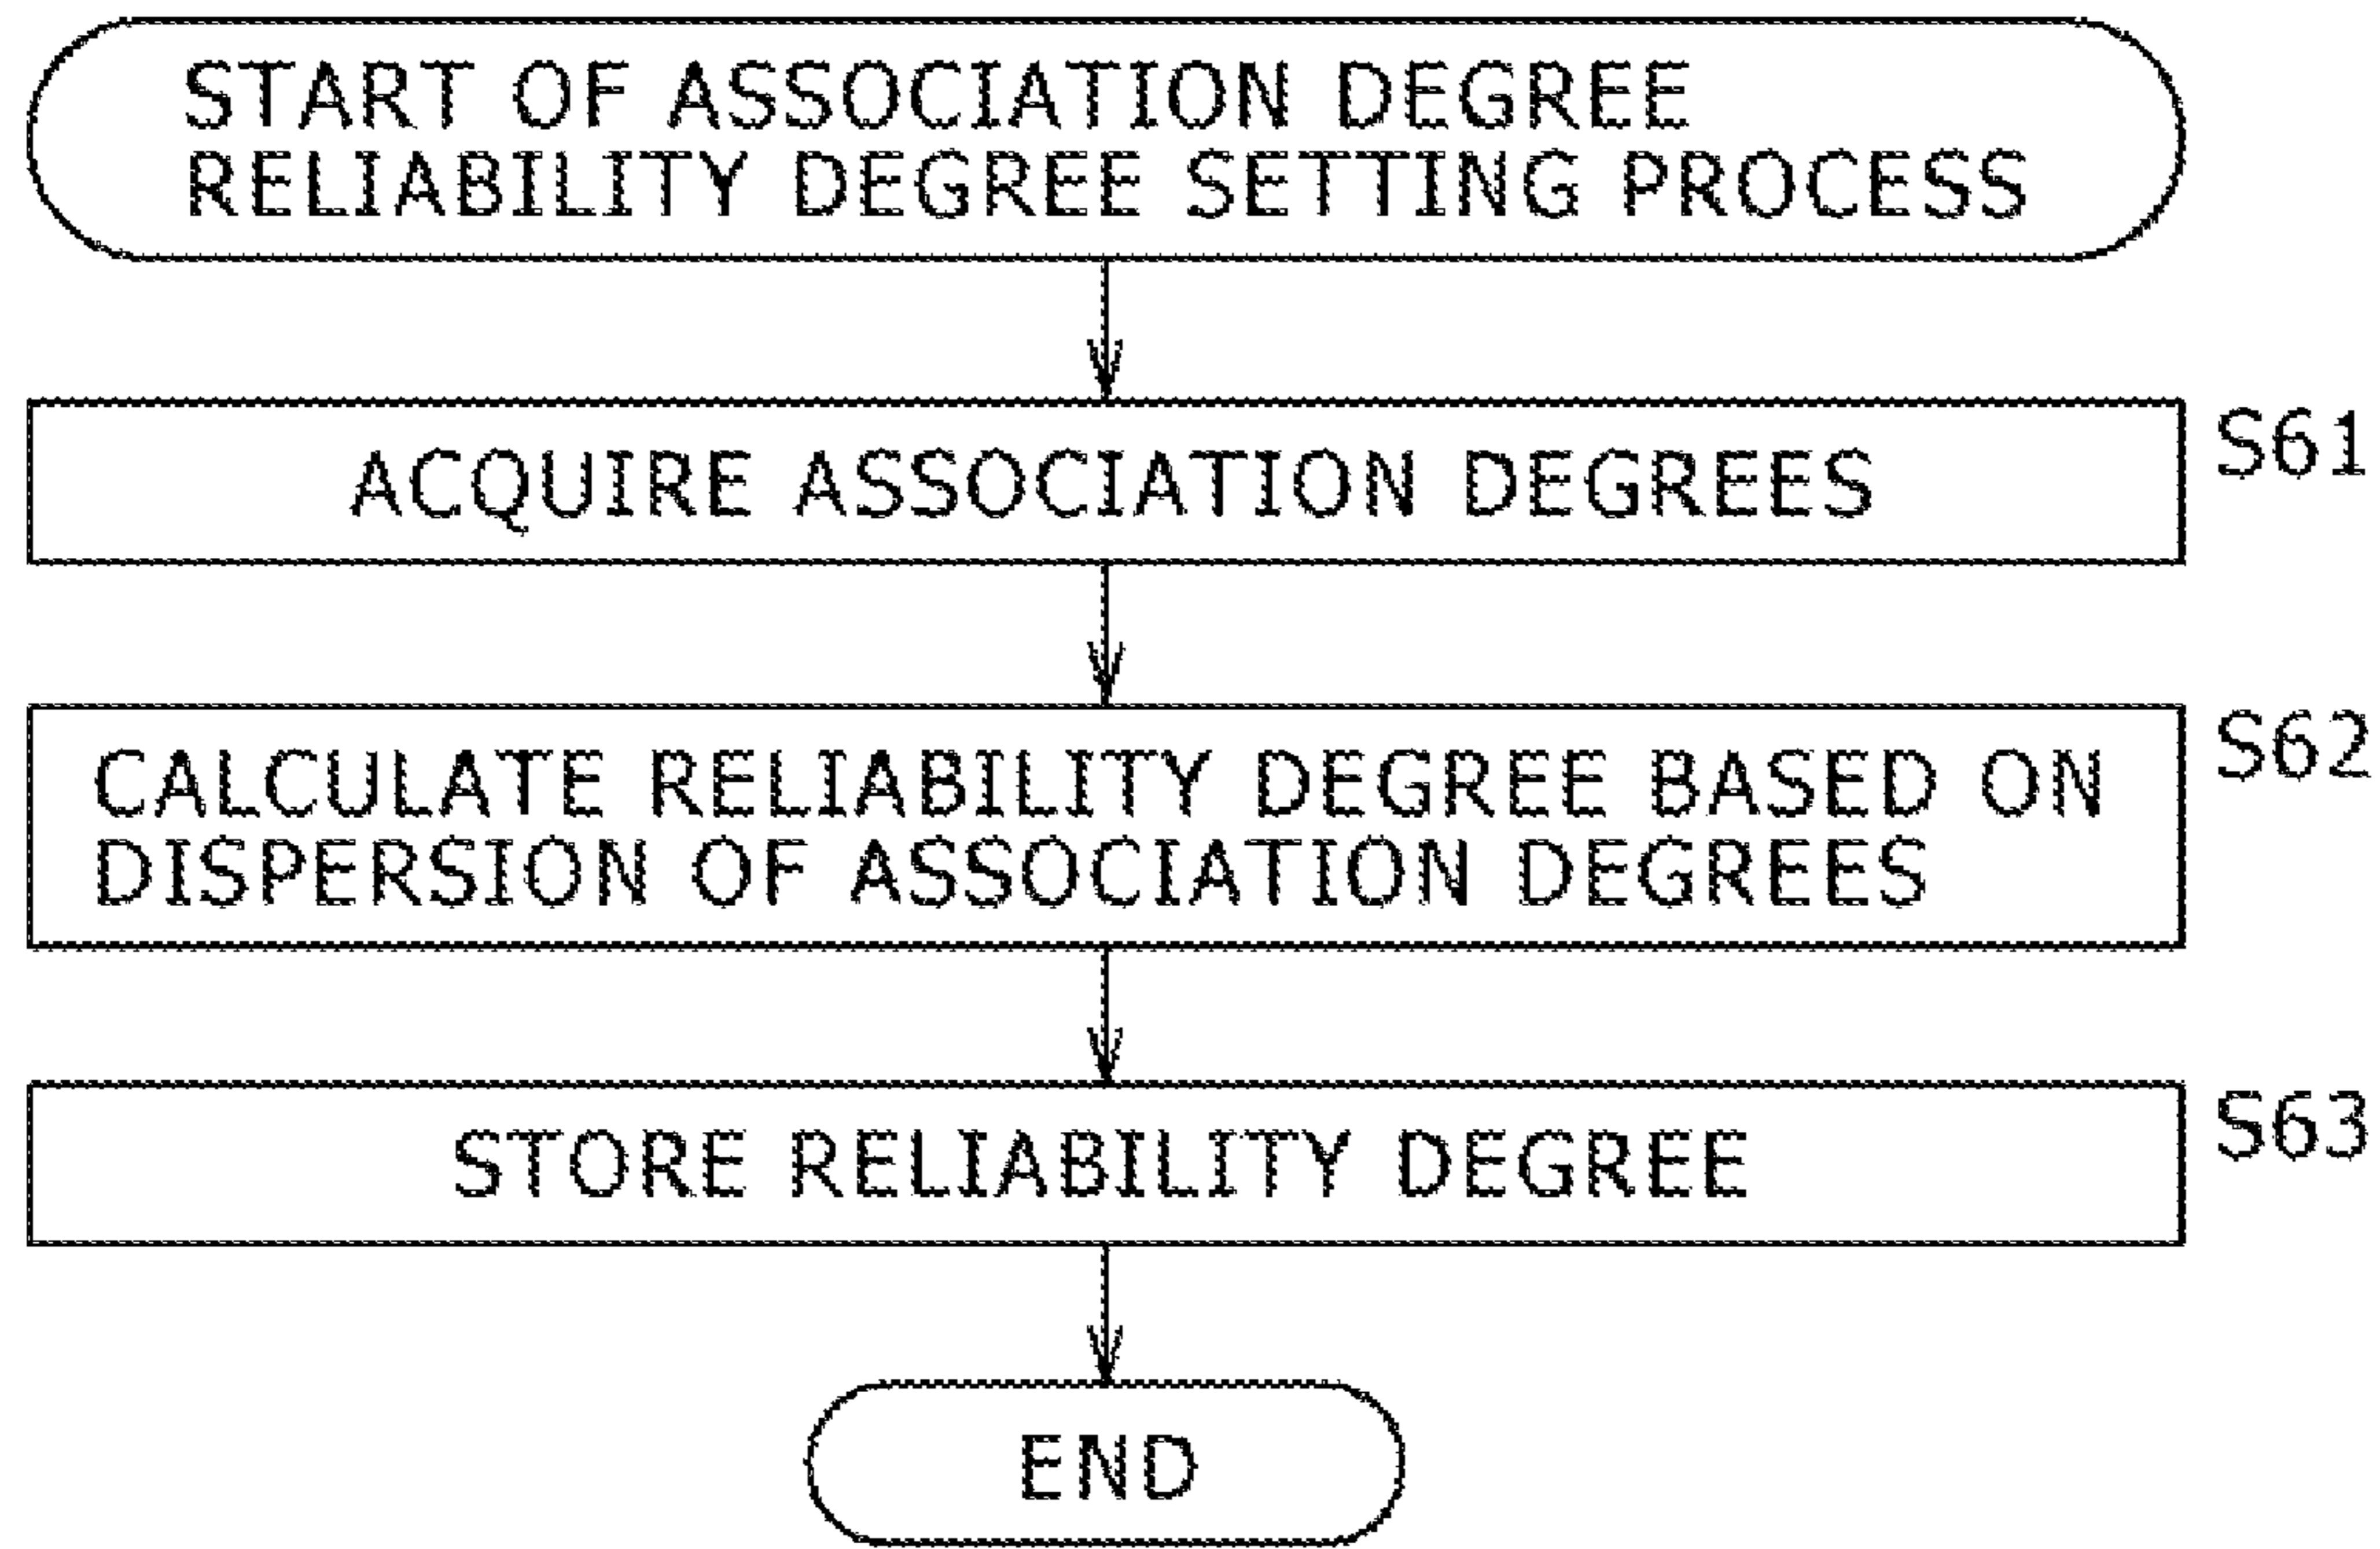 START OF ASSOCIATION DEGREE
RELIABILITY DEGREE SETTING PROCESS
ACQUIRE ASSOCIATION DEGREES
S61
CALCULATE RELIABILITY DEGREE BASED ON
DISPERSION OF ASSOCIATION DEGREES
S62
STORE RELIABILITY DEGREE
S63
END